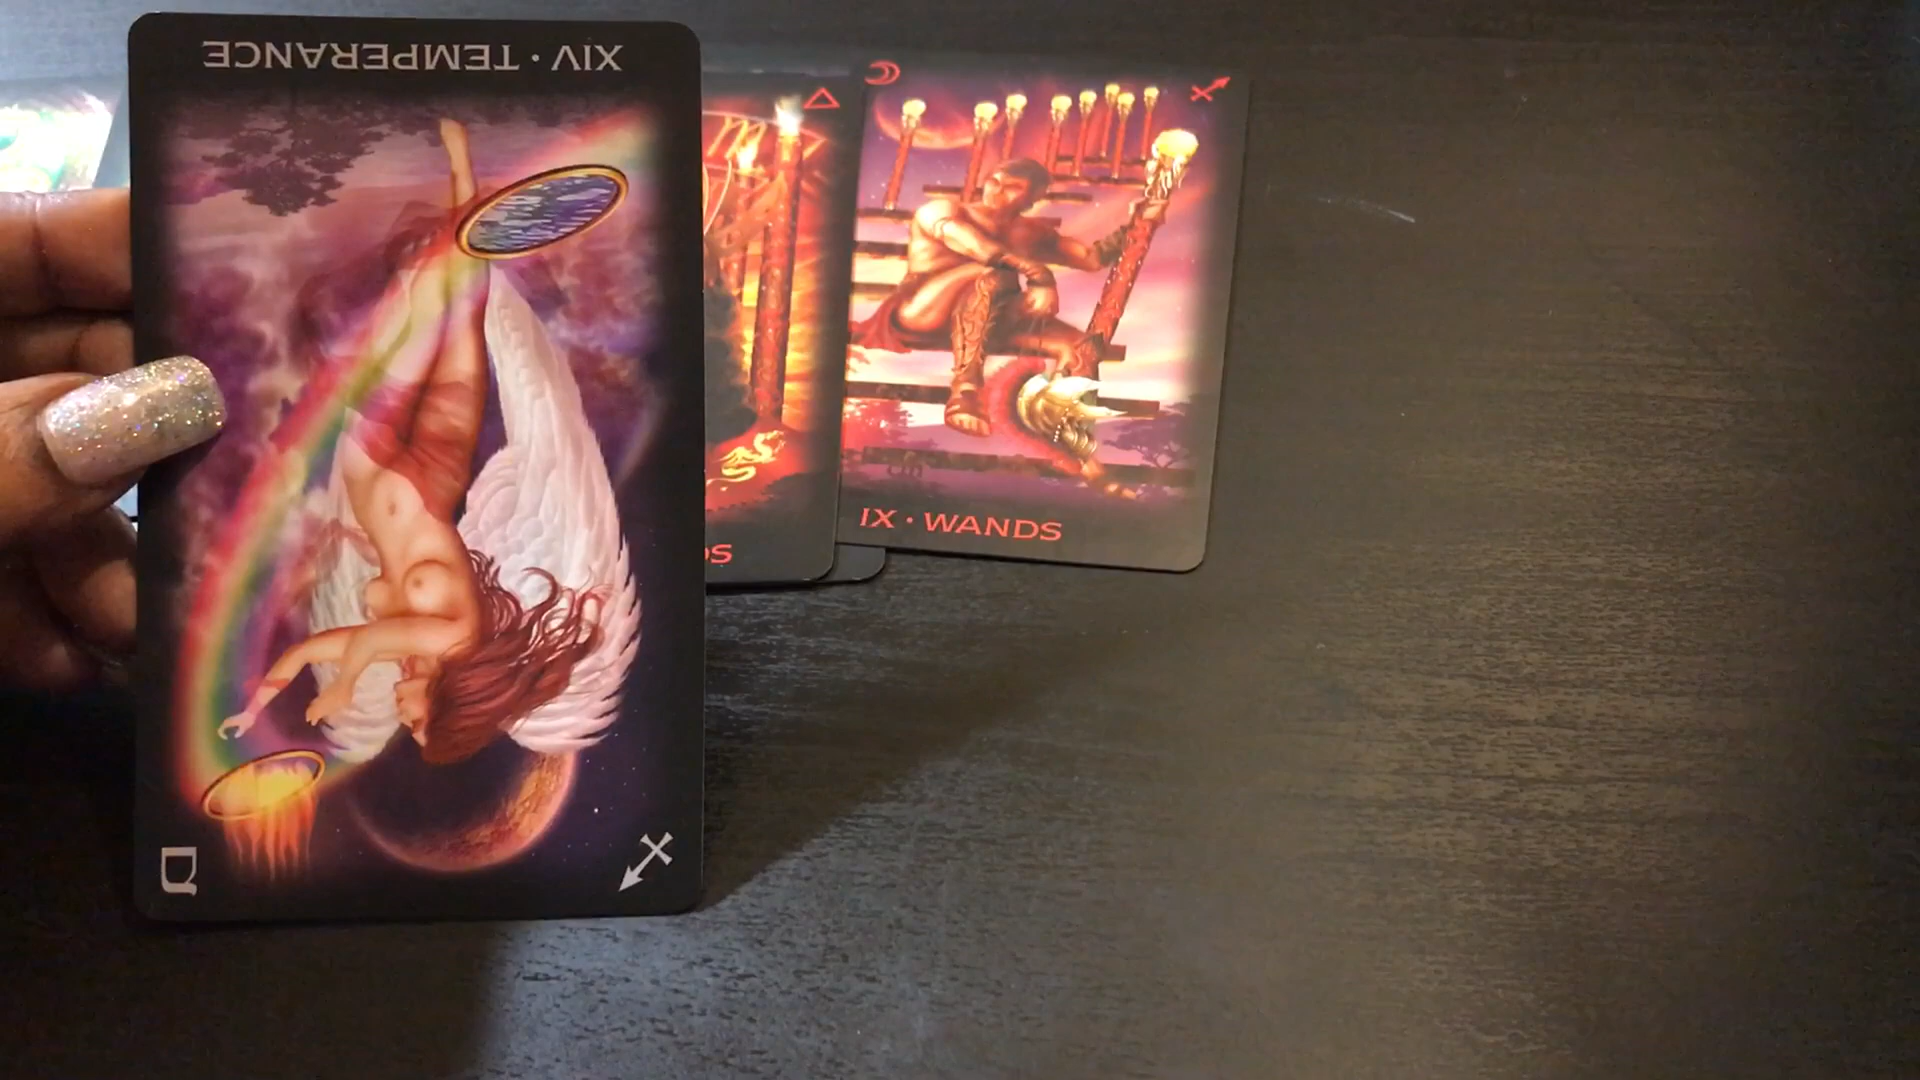 XIV · TEMPERANCE
IX · WANDS